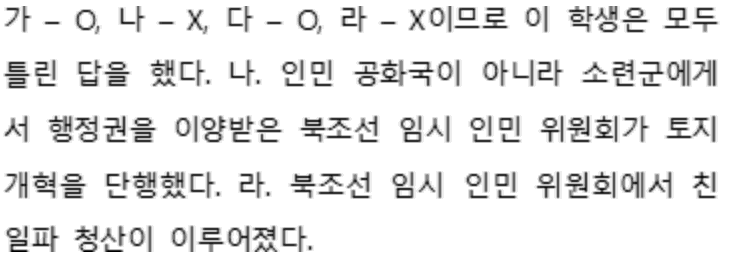 가 – O, 나 – X, 다 – O, 라 – X이므로 이 학생은 모두
틀린 답을 했다. 나. 인민 공화국이 아니라 소련군에게
서 행정권을 이양받은 북조선 임시 인민 위원회가 토지
개혁을 단행했다. 라. 북조선 임시 인민 위원회에서 친
일파 청산이 이루어졌다.